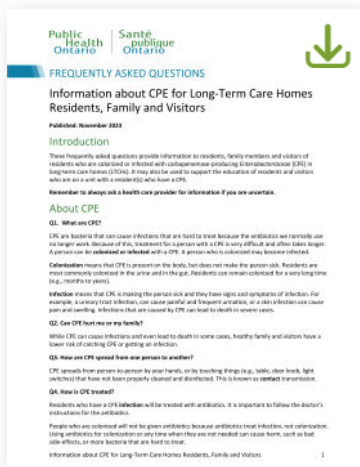 Public
Health
Ontario
Santé
publique
Ontario
FREQUENTLY ASKED QUESTIONS
Information about CPE for Long-Term Care Homes
Residents, Family and Visitors
Published: November 2023
Introduction
These frequently asked questions provide information to residents, family members and visitors of
residents who are colonized or infected with carbapenemase-producing Enterobacteriaceae (CPE) in
long-term care homes (LTCHs). It may also be used to support the education of residents and visitors
who are on a unit with a resident(s) who have a CPE.
Remember to always ask a health care provider for information if you are uncertain.
About CPE
Q1. What are CPE?
CPE are bacteria that can cause infections that are hard to treat because the antibiotics we normally use
no longer work. Because of this, treatment for a person with a CPE is very difficult and often takes longer.
A person can be colonized or infected with a CPE. A person who is colonized may become infected.
Colonization means that CPE is present on the body, but does not make the person sick. Residents are
most commonly colonized in the urine and in the gut. Residents can remain colonized for a very long time
(e.g., months to years).
Infection means that CPE is making the person sick and they have signs and symptoms of infection. For
example, a urinary tract infection, can cause painful and frequent urination, or a skin infection can cause
pain and swelling. Infections that are caused by CPE can lead to death in severe cases.
Q2. Can CPE hurt me or my family?
While CPE can cause infections and even lead to death in some cases, healthy family and visitors have a
lower risk of catching CPE or getting an infection.
Q3. How are CPE spread from one person to another?
CPE spreads from person-to-person by your hands, or by touching things (e.g., table, door knob, light
switches) that have not been properly cleaned and disinfected. This is known as contact transmission.
Q4. How is CPE treated?
Residents who have a CPE infection will be treated with antibiotics. It is important to follow the doctor's
instructions for the antibiotics.
People who are colonized will not be given antibiotics because antibiotics treat infection, not colonization.
Using antibiotics for colonization or any time when they are not needed can cause harm, such as bad
side-effects, or more bacteria that are hard to treat.
Information about CPE for Long-Term Care Homes Residents, Family and Visitors 1